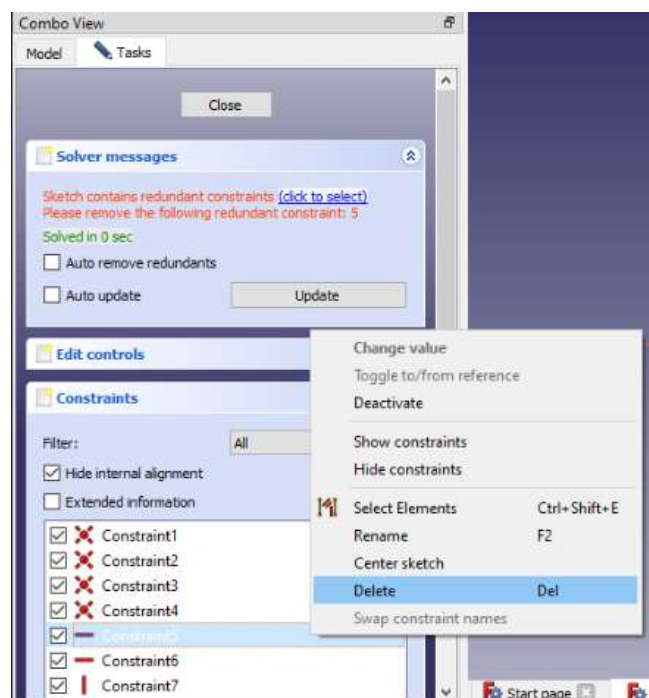 Combo View
Model
Tasks
Close
Solver messages
Sketch contains redundant constraints (click to select)
Please remove the following redundant constraint: 5
Solved in 0 sec
Auto remove redundants
Auto update
Update
Edit controls
Constraints
Filter:
All
Hide internal alignment
Extended information
Constraint1
Constraint2
Constraint3
Constraint4
Constraint5
Constraint6
Constraint7
Change value
Toggle to/from reference
Deactivate
Show constraints
Hide constraints
Select Elements Ctrl+Shift+E
Rename F2
Center sketch
Delete Del
Swap constraint names
Start page